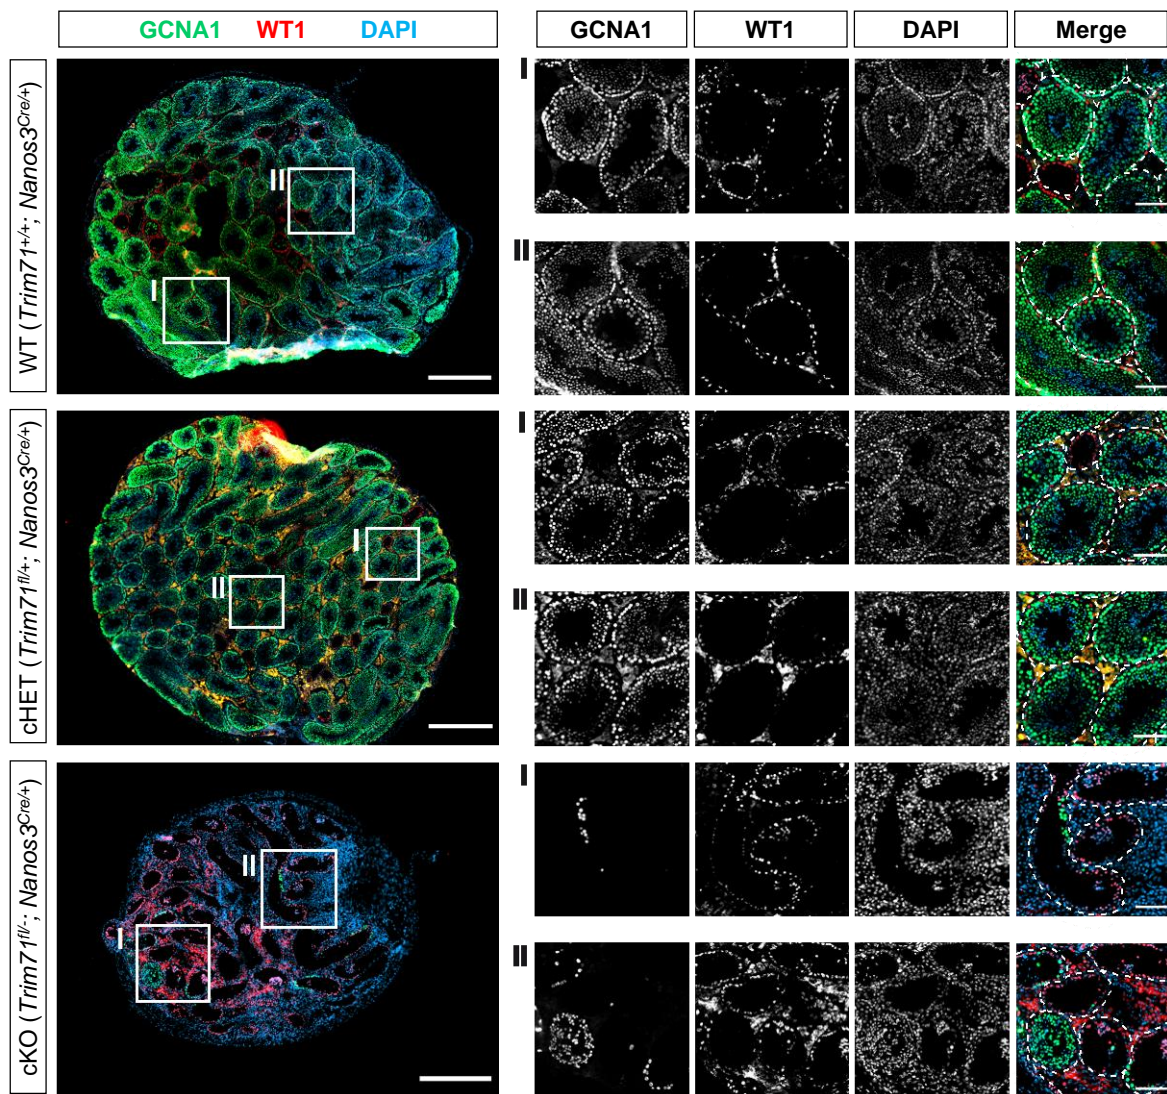 GCNA1 WT1 DAPI
GCNA1 WT1 DAPI Merge
WT (Trim71+/+; Nanos3Cre/+)
I
II
I
II
cHET (Trim71fl/+; Nanos3Cre/+)
I
II
I
II
cKO (Trim71fl/-; Nanos3Cre/+)
I
II
I
II